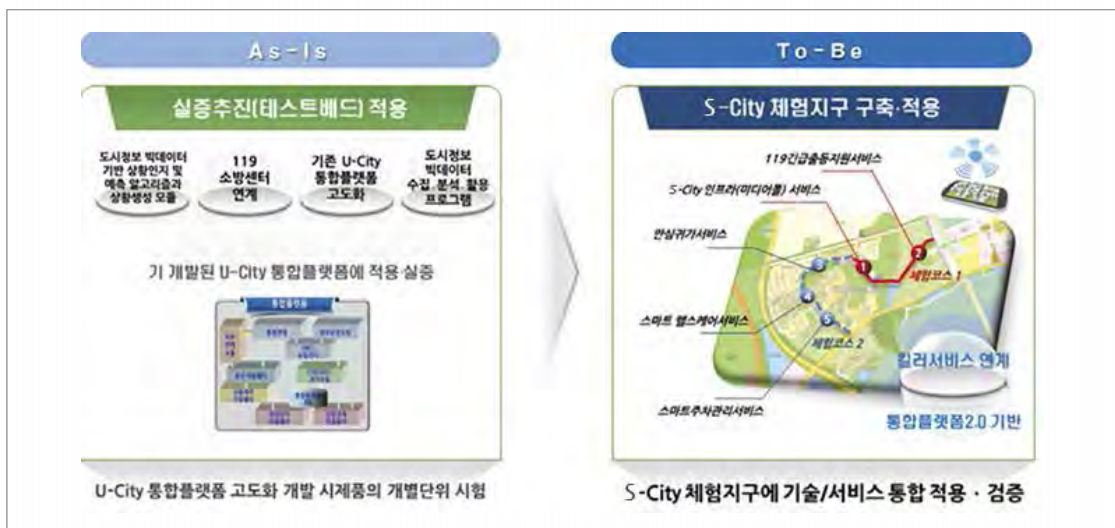 As-Is
실증추진(테스트베드) 적용
도시정보 빅데이터
기반 상황인지 및
예측 알고리즘과
상황생성 모듈
119
소방센터
연계
기존 U-City
통합플랫폼
고도화
도시정보
빅데이터
수집, 분석, 활용
프로그램
기 개발된 U-City 통합플랫폼에 적용·실증
통합플랫폼
U-City 통합플랫폼 고도화 개발 시제품의 개별단위 시험
To-Be
S-City 체험지구 구축·적용
119긴급출동지원서비스
S-City 인프라(미디어폴) 서비스
안심귀가서비스
스마트 헬스케어서비스
스마트주차관리서비스
1
2
3
4
5
체험코스 1
체험코스 2
킬러서비스 연계
통합플랫폼2.0 기반
S-City 체험지구에 기술/서비스 통합 적용 · 검증